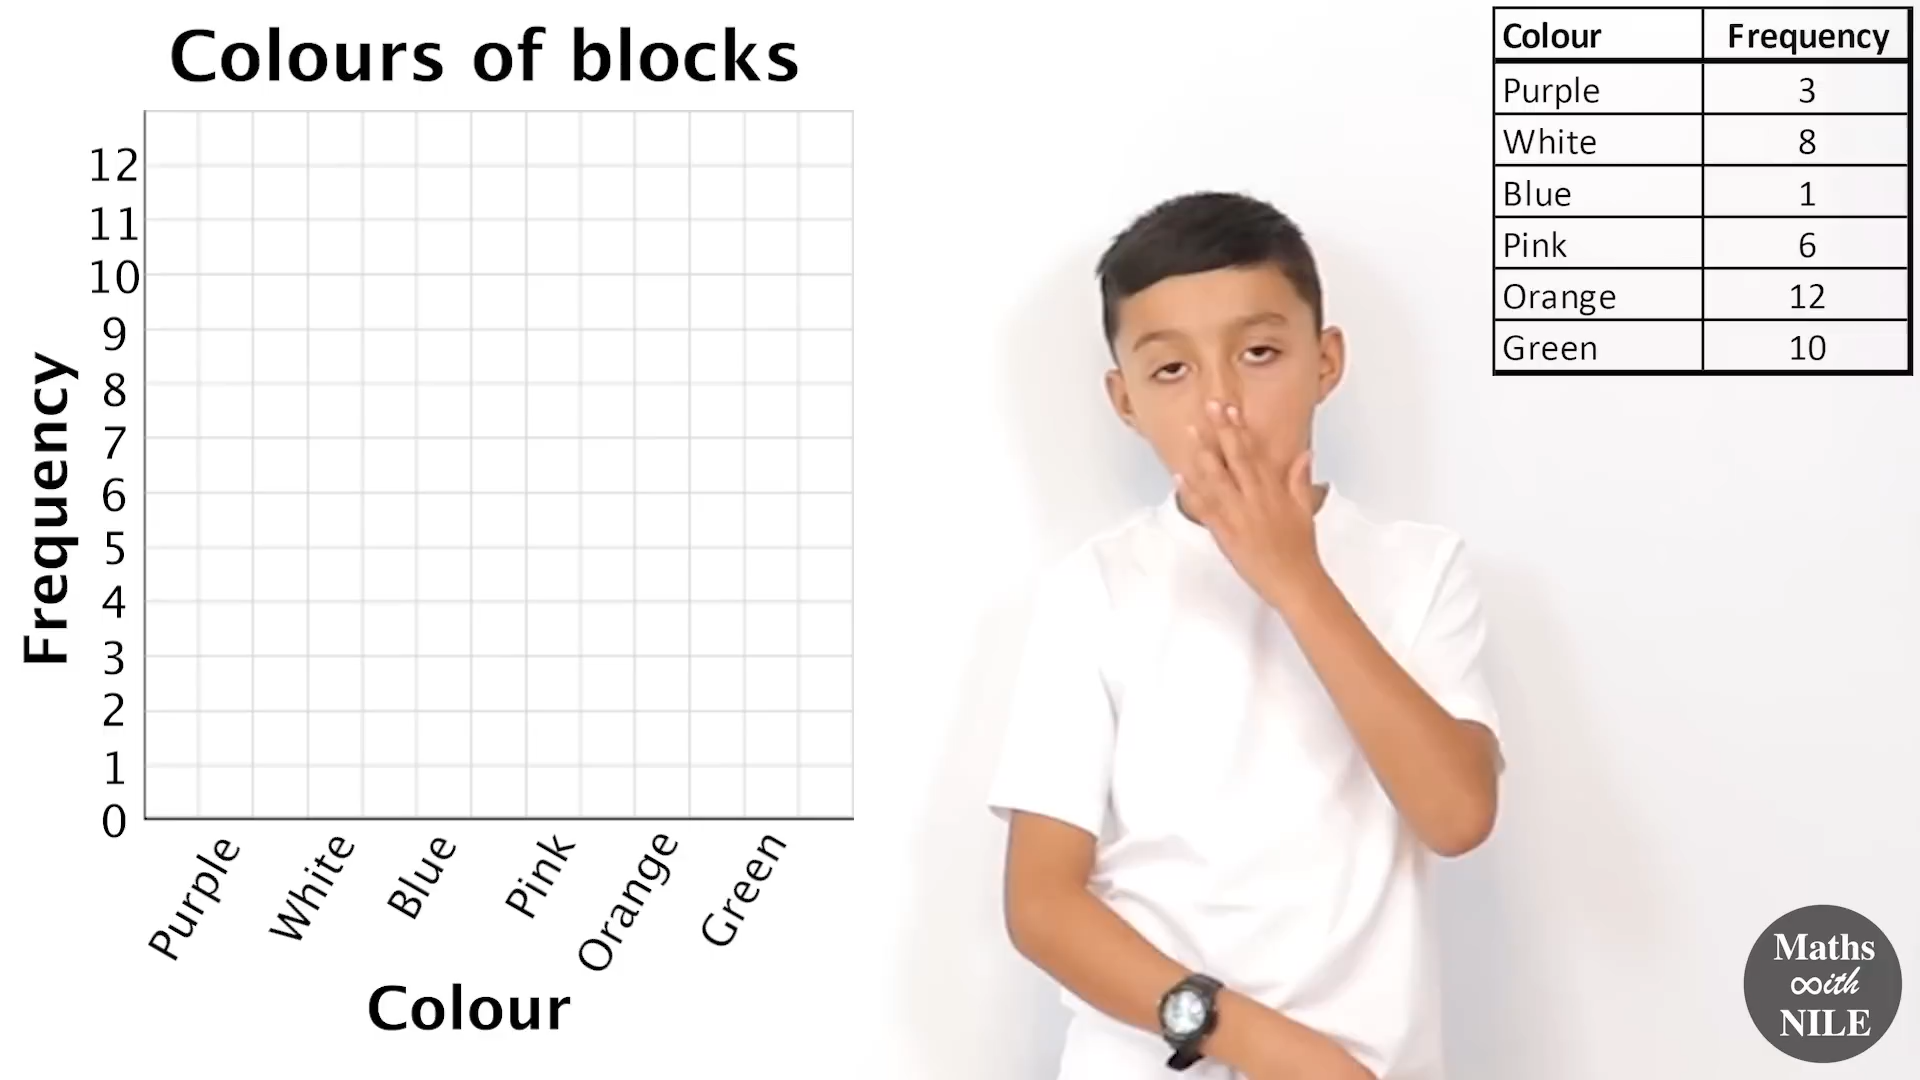 Colours of blocks
Frequency
12
11
10
9
8
7
6
5
4
3
2
1
0
Purple White Blue Pink Orange Green
Colour
Colour Frequency
Purple 3
White 8
Blue 1
Pink 6
Orange 12
Green 10
Maths
∞ith
NILE